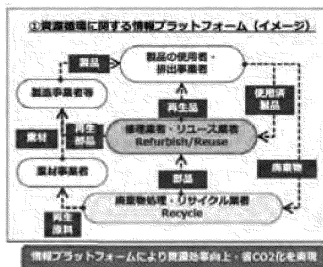 ①資源循環に関する情報プラットフォーム（イメージ）
製品
製品の使用者・
排出事業者
製造事業者等
再生品
使用済
製品
素材
再生
部品
修理業者・リユース業者
Refurbish/Reuse
廃棄物
素材事業者
部品
再生
原料
廃棄物処理・リサイクル業者
Recycle
情報プラットフォームにより資源効率向上・省CO2化を実現